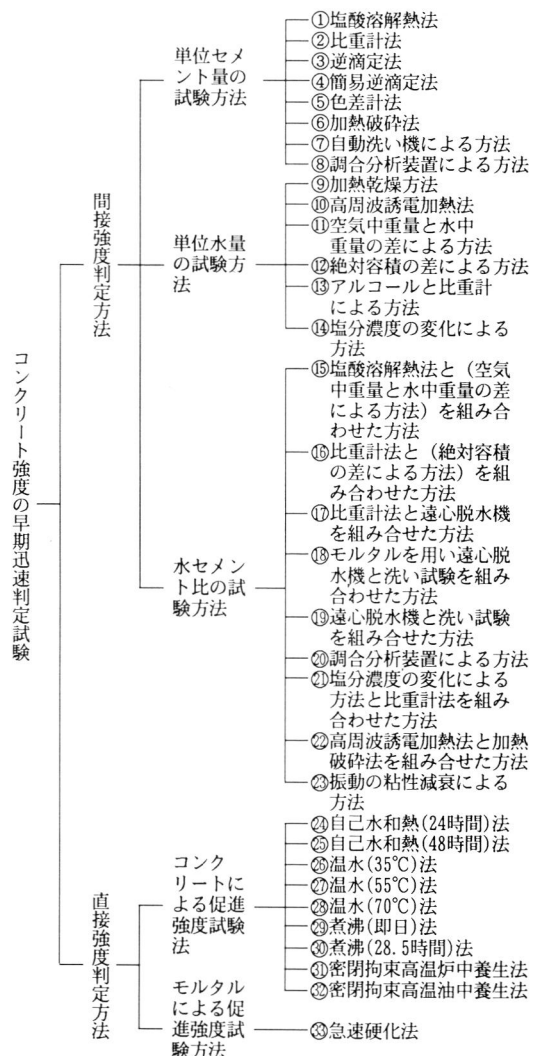 コンクリート強度の早期迅速判定試験
間接強度判定方法
単位セメ
ント量の
試験方法
①塩酸溶解熱法
②比重計法
③逆滴定法
④簡易逆滴定法
⑤色差計法
⑥加熱破砕法
⑦自動洗い機による方法
⑧調合分析装置による方法
単位水量
の試験方
法
⑨加熱乾燥方法
⑩高周波誘電加熱法
⑪空気中重量と水中
重量の差による方法
⑫絶対容積の差による方法
⑬アルコールと比重計
による方法
⑭塩分濃度の変化による
方法
水セメン
ト比の試
験方法
⑮塩酸溶解熱法と（空気
中重量と水中重量の差
による方法）を組み合
わせた方法
⑯比重計法と（絶対容積
の差による方法）を組
み合わせた方法
⑰比重計法と遠心脱水機
を組み合せた方法
⑱モルタルを用い遠心脱
水機と洗い試験を組み
合わせた方法
⑲遠心脱水機と洗い試験
を組み合せた方法
⑳調合分析装置による方法
㉑塩分濃度の変化による
方法と比重計法を組み
合わせた方法
㉒高周波誘電加熱法と加熱
破砕法を組み合せた方法
㉓振動の粘性減衰による
方法
直接強度判定方法
コンク
リートに
よる促進
強度試験
法
㉔自己水和熱(24時間)法
㉕自己水和熱(48時間)法
㉖温水(35℃)法
㉗温水(55℃)法
㉘温水(70℃)法
㉙煮沸(即日)法
㉚煮沸(28.5時間)法
㉛密閉拘束高温炉中養生法
㉜密閉拘束高温油中養生法
モルタル
による促
進強度試
験方法
㉝急速硬化法